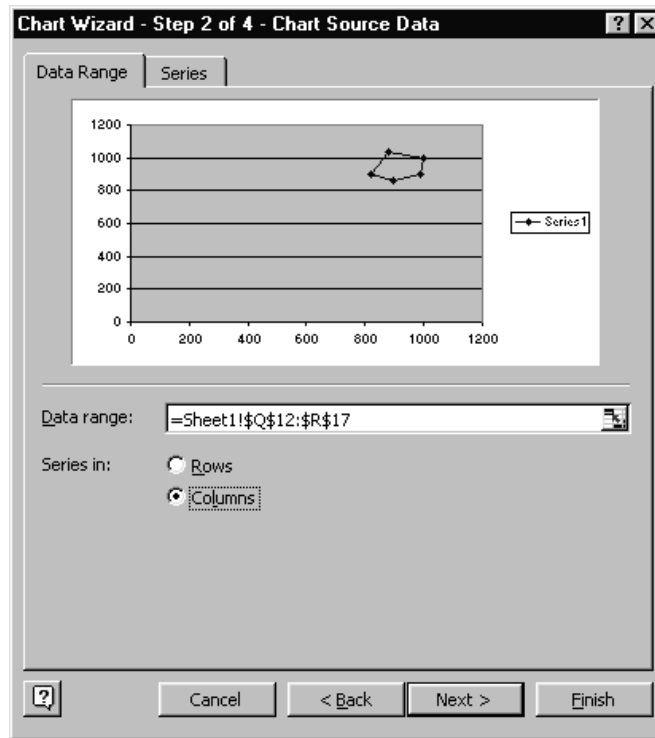 Chart Wizard - Step 2 of 4 - Chart Source Data ? ×
Data Range Series
1200
1000
800
600
400
200
0
0 200 400 600 800 1000 1200
Series1
Data range: =Sheet1!$Q$12:$R$17
Series in: Rows
Columns
? Cancel < Back Next > Finish